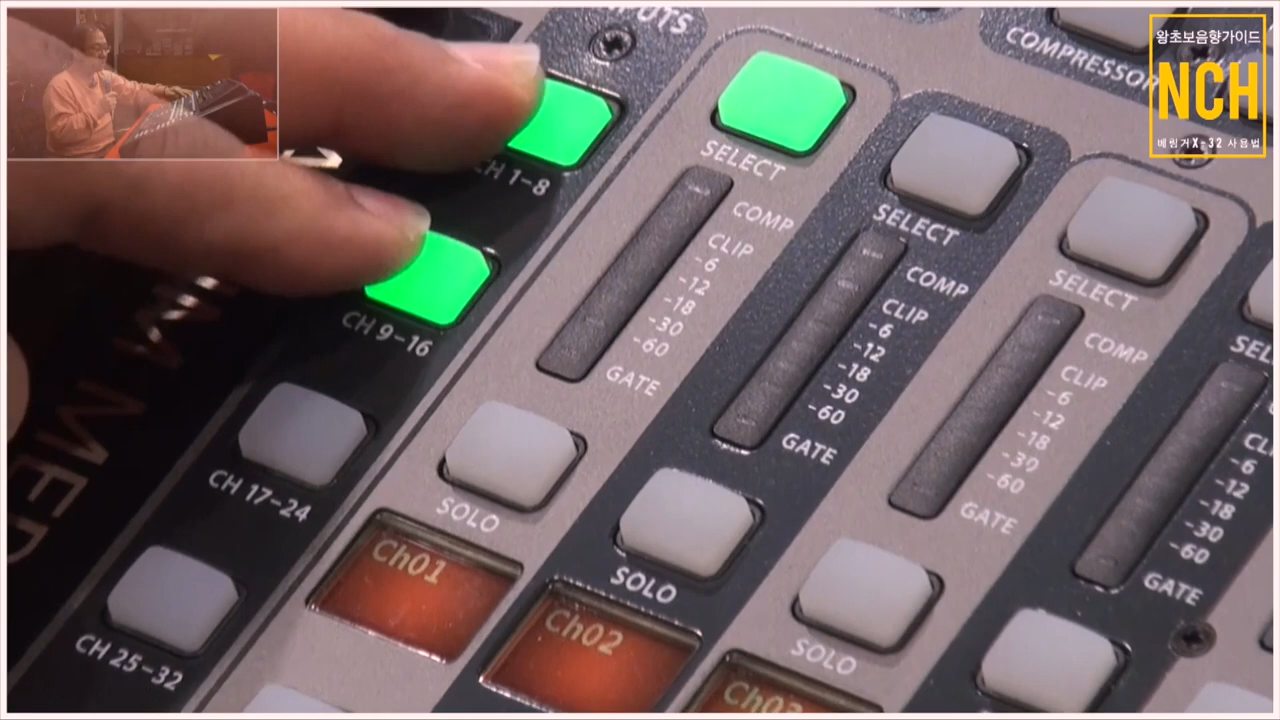 왕초보음향가이드
NCH
베링거X-32 사용법
COMPRESSOR
CH 1-8
CH 9-16
CH 17-24
CH 25-32
SELECT
COMP
CLIP
-6
-12
-18
-30
-60
GATE
SOLO
Ch01
SELECT
COMP
CLIP
-6
-12
-18
-30
-60
GATE
SOLO
Ch02
SELECT
COMP
CLIP
-6
-12
-18
-30
-60
GATE
SOLO
-6
-12
-18
-30
-60
GATE